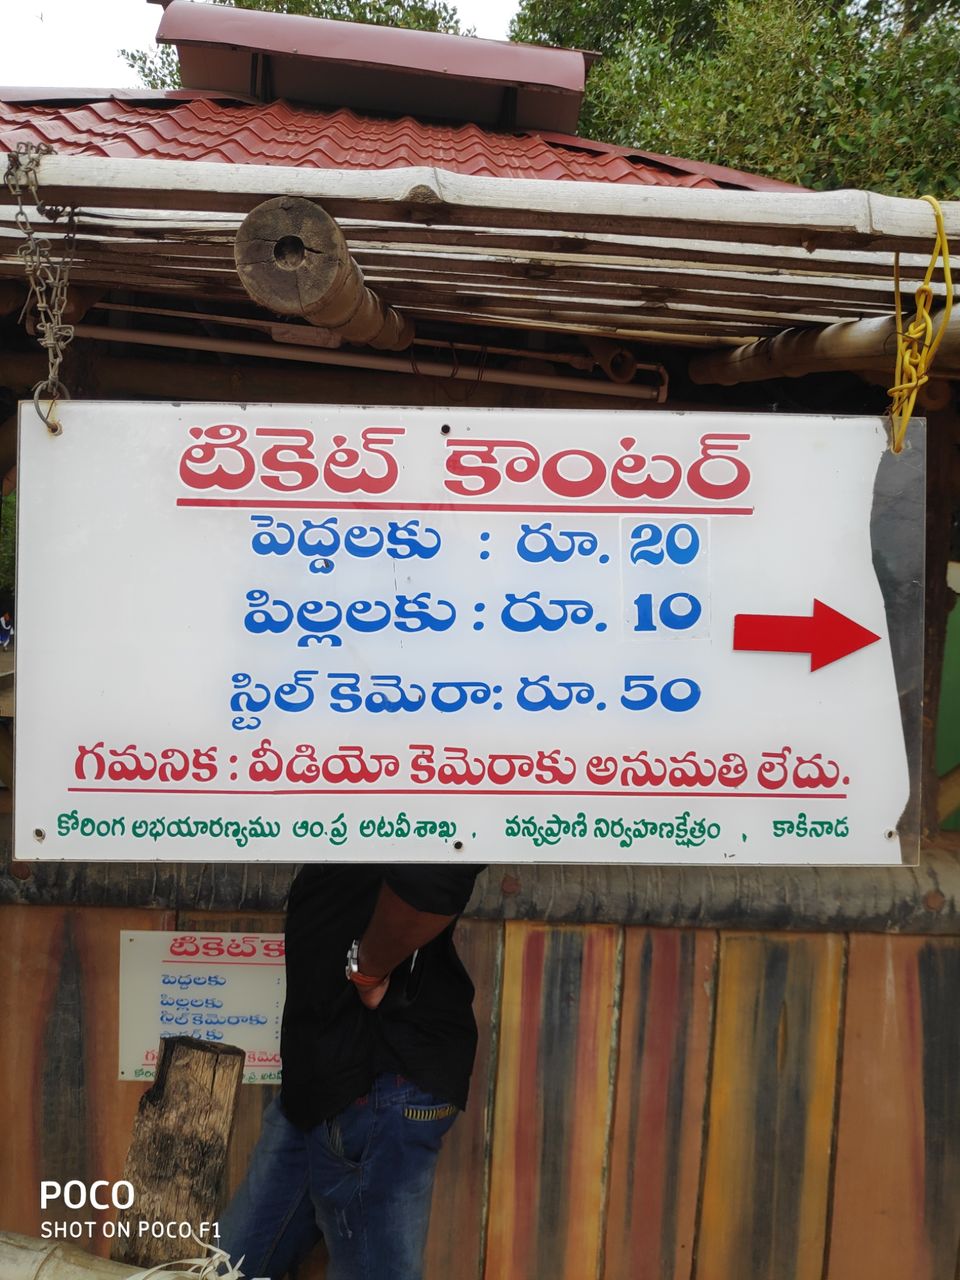 టికెట్ కౌంటర్
పెద్దలకు : రూ. 20
పిల్లలకు : రూ. 10
స్టిల్ కెమెరా: రూ. 50
గమనిక : వీడియో కెమెరాకు అనుమతి లేదు.
కోరింగ అభయారణ్యము ఆం.ప్ర అటవీశాఖ , వన్యప్రాణి నిర్వహణక్షేత్రం , కాకినాడ
టికెట్
పెద్దలకు :
పిల్లలకు :
స్టిల్ కెమెరాకు :
POCO
SHOT ON POCO F1